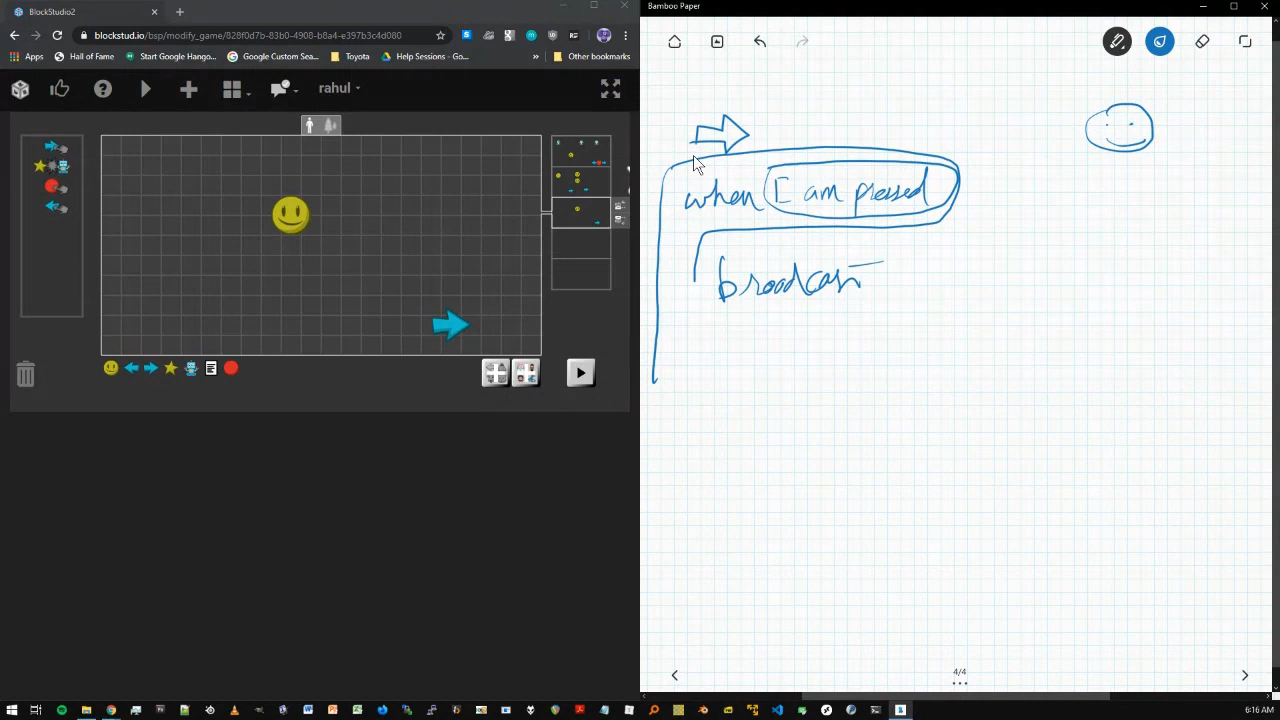 BlockStudio2
blockstud.io/bsp/modify_game/828f0d7b-83b0-4908-b8a4-e397b3c4d080
Apps
Hall of Fame
Start Google Hango...
Google Custom Sea...
Toyota
Help Sessions - Go...
»
Other bookmarks
rahul
Bamboo Paper
when I am pressed
broadcast
4/4
6:16 AM